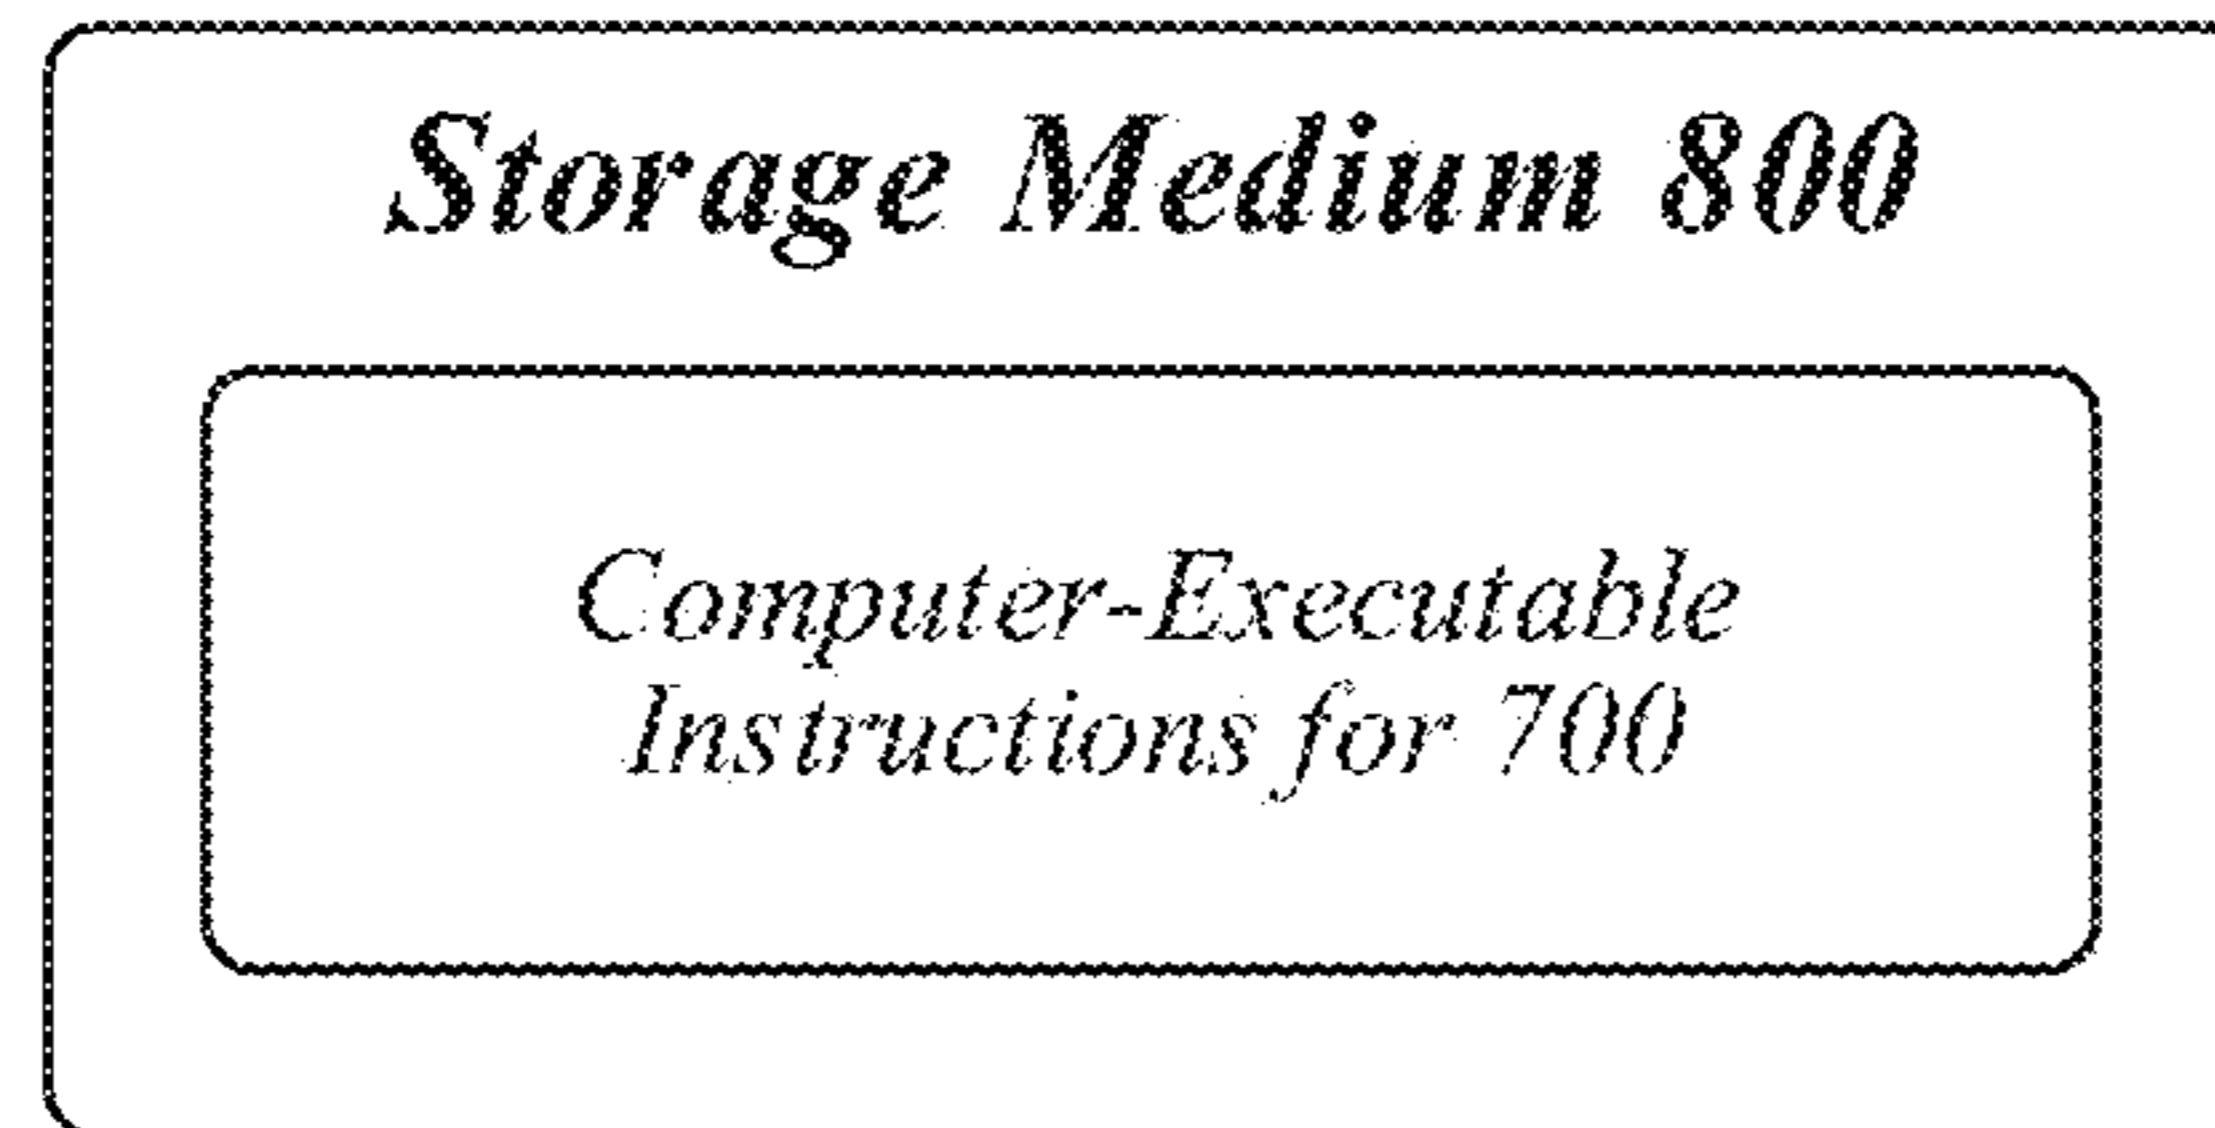 Storage Medium 800
Computer-Executable
Instructions for 700